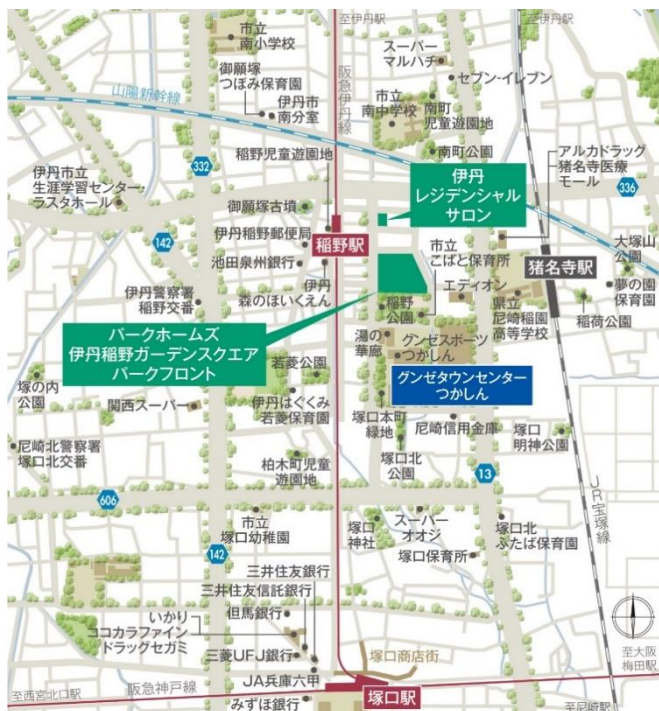 至伊丹駅
至伊丹駅
市立
南小学校
スーパー
マルハチ
阪急伊丹線
御願塚
つぼみ保育園
セブン-イレブン
山陽新幹線
伊丹市
南分室
市立
南中学校
南町
児童遊園地
稲野児童遊園地
南町公園
アルカドラッグ
猪名寺医療
モール
伊丹市立
生涯学習センター・
ラスタホール
332
336
伊丹
レジデンシャル
サロン
御願塚古墳
142
伊丹稲野郵便局
稲野駅
池田泉州銀行
市立
こばと保育所
猪名寺駅
大塚山
公園
伊丹
森のほいくえん
エディオン
夢の園
保育園
伊丹警察署
稲野交番
稲野
公園
県立
尼崎稲園
高等学校
稲荷公園
パークホームズ
伊丹稲野ガーデンスクエア
パークフロント
湯の
華廊
グンゼスポーツ
つかしん
若菱公園
グンゼタウンセンター
つかしん
塚の内
公園
関西スーパー
伊丹はぐくみ
若菱保育園
塚口本町
緑地
尼崎信用金庫
塚口
明神公園
尼崎北警察署
塚口北交番
柏木町児童
遊園地
塚口北
公園
13
JR宝塚線
606
市立
塚口幼稚園
塚口
神社
スーパー
オオジ
塚口北
ふたば保育園
142
塚口保育所
三井住友銀行
三井住友信託銀行
いかり
但馬銀行
ココカラファイン
ドラッグセガミ
三菱UFJ銀行
塚口商店街
至大阪
梅田駅
JA兵庫六甲
至西宮北口駅
阪急神戸線
みずほ銀行
塚口駅
至尼崎駅